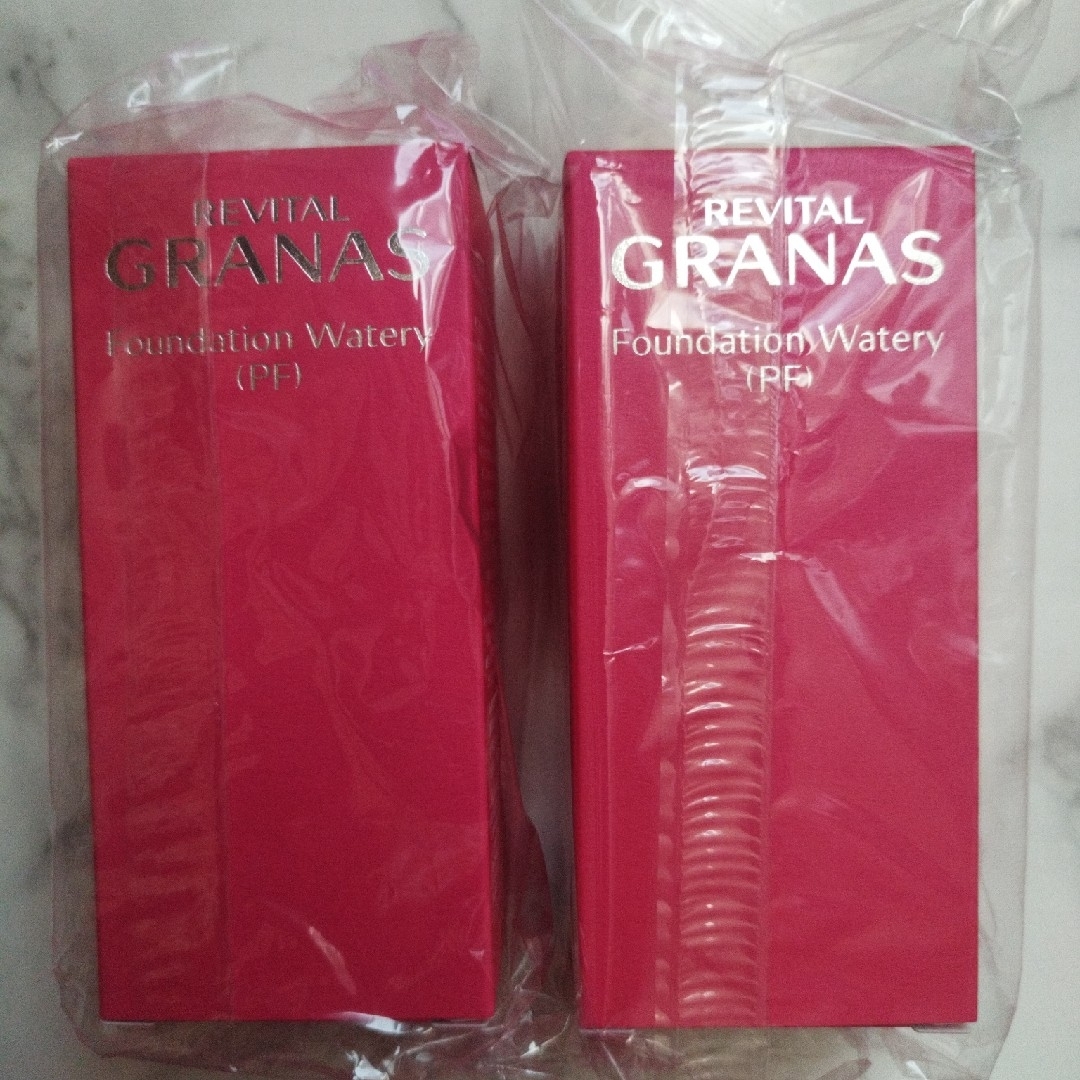 REVITAL
GRANAS
Foundation Watery
(PF)
REVITAL
GRANAS
Foundation Watery
(PF)